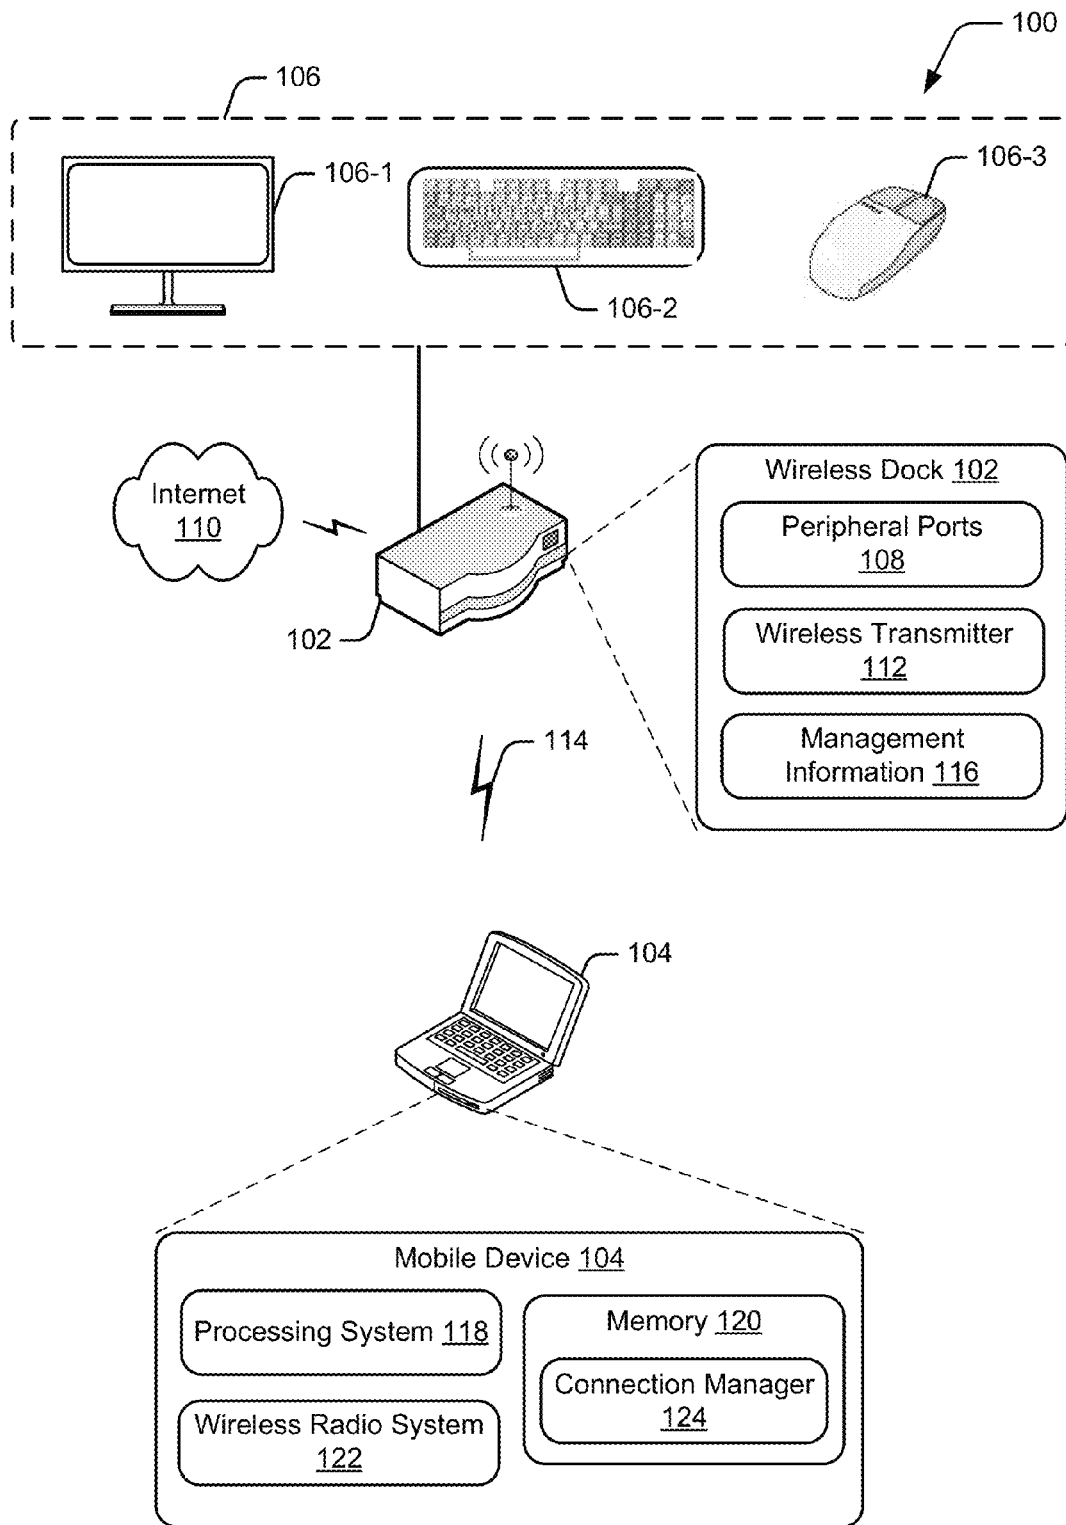 100
106
106-1
106-2
106-3
Internet
110
102
Wireless Dock 102
Peripheral Ports
108
Wireless Transmitter
112
Management
Information 116
114
104
Mobile Device 104
Processing System 118
Wireless Radio System
122
Memory 120
Connection Manager
124